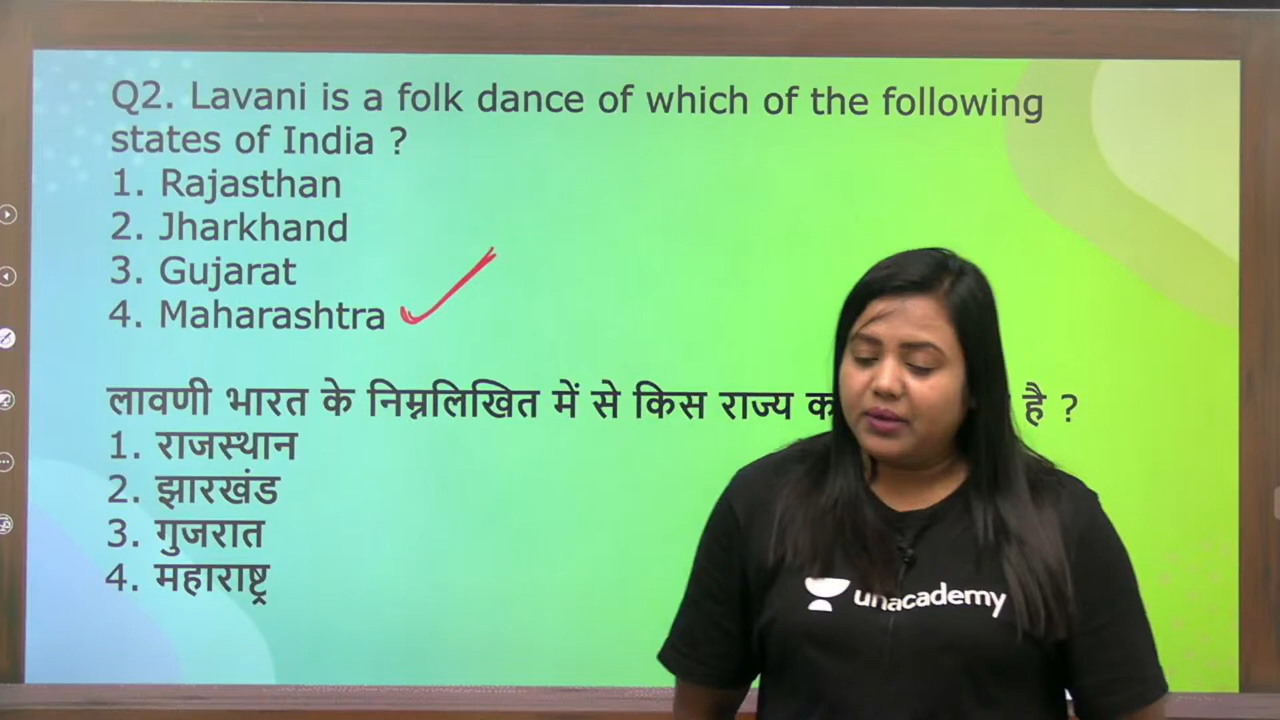 Q2. Lavani is a folk dance of which of the following
states of India ?
1. Rajasthan
2. Jharkhand
3. Gujarat
4. Maharashtra
लावणी भारत के निम्नलिखित में से किस राज्य है ?
1. राजस्थान
2. झारखंड
3. गुजरात
4. महाराष्ट्र
unacademy